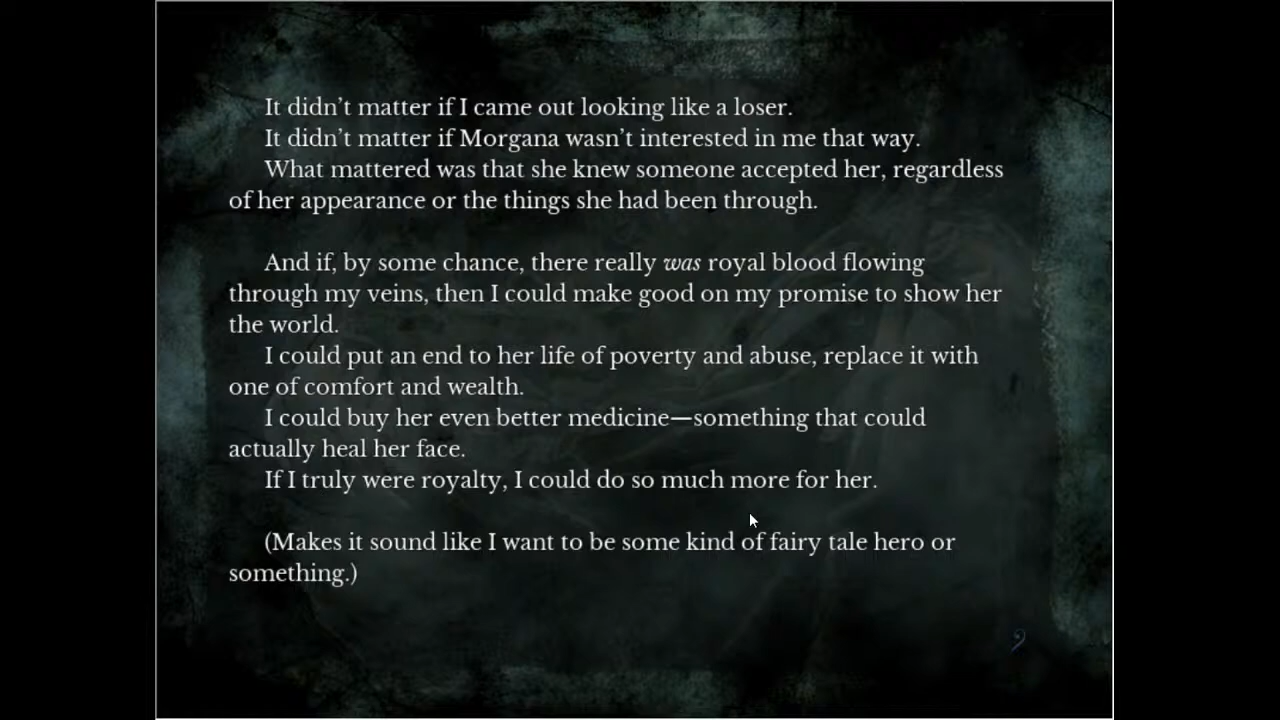 It didn’t matter if I came out looking like a loser.
It didn’t matter if Morgana wasn’t interested in me that way.
What mattered was that she knew someone accepted her, regardless
of her appearance or the things she had been through.
And if, by some chance, there really was royal blood flowing
through my veins, then I could make good on my promise to show her
the world.
I could put an end to her life of poverty and abuse, replace it with
one of comfort and wealth.
I could buy her even better medicine—something that could
actually heal her face.
If I truly were royalty, I could do so much more for her.
(Makes it sound like I want to be some kind of fairy tale hero or
something.)